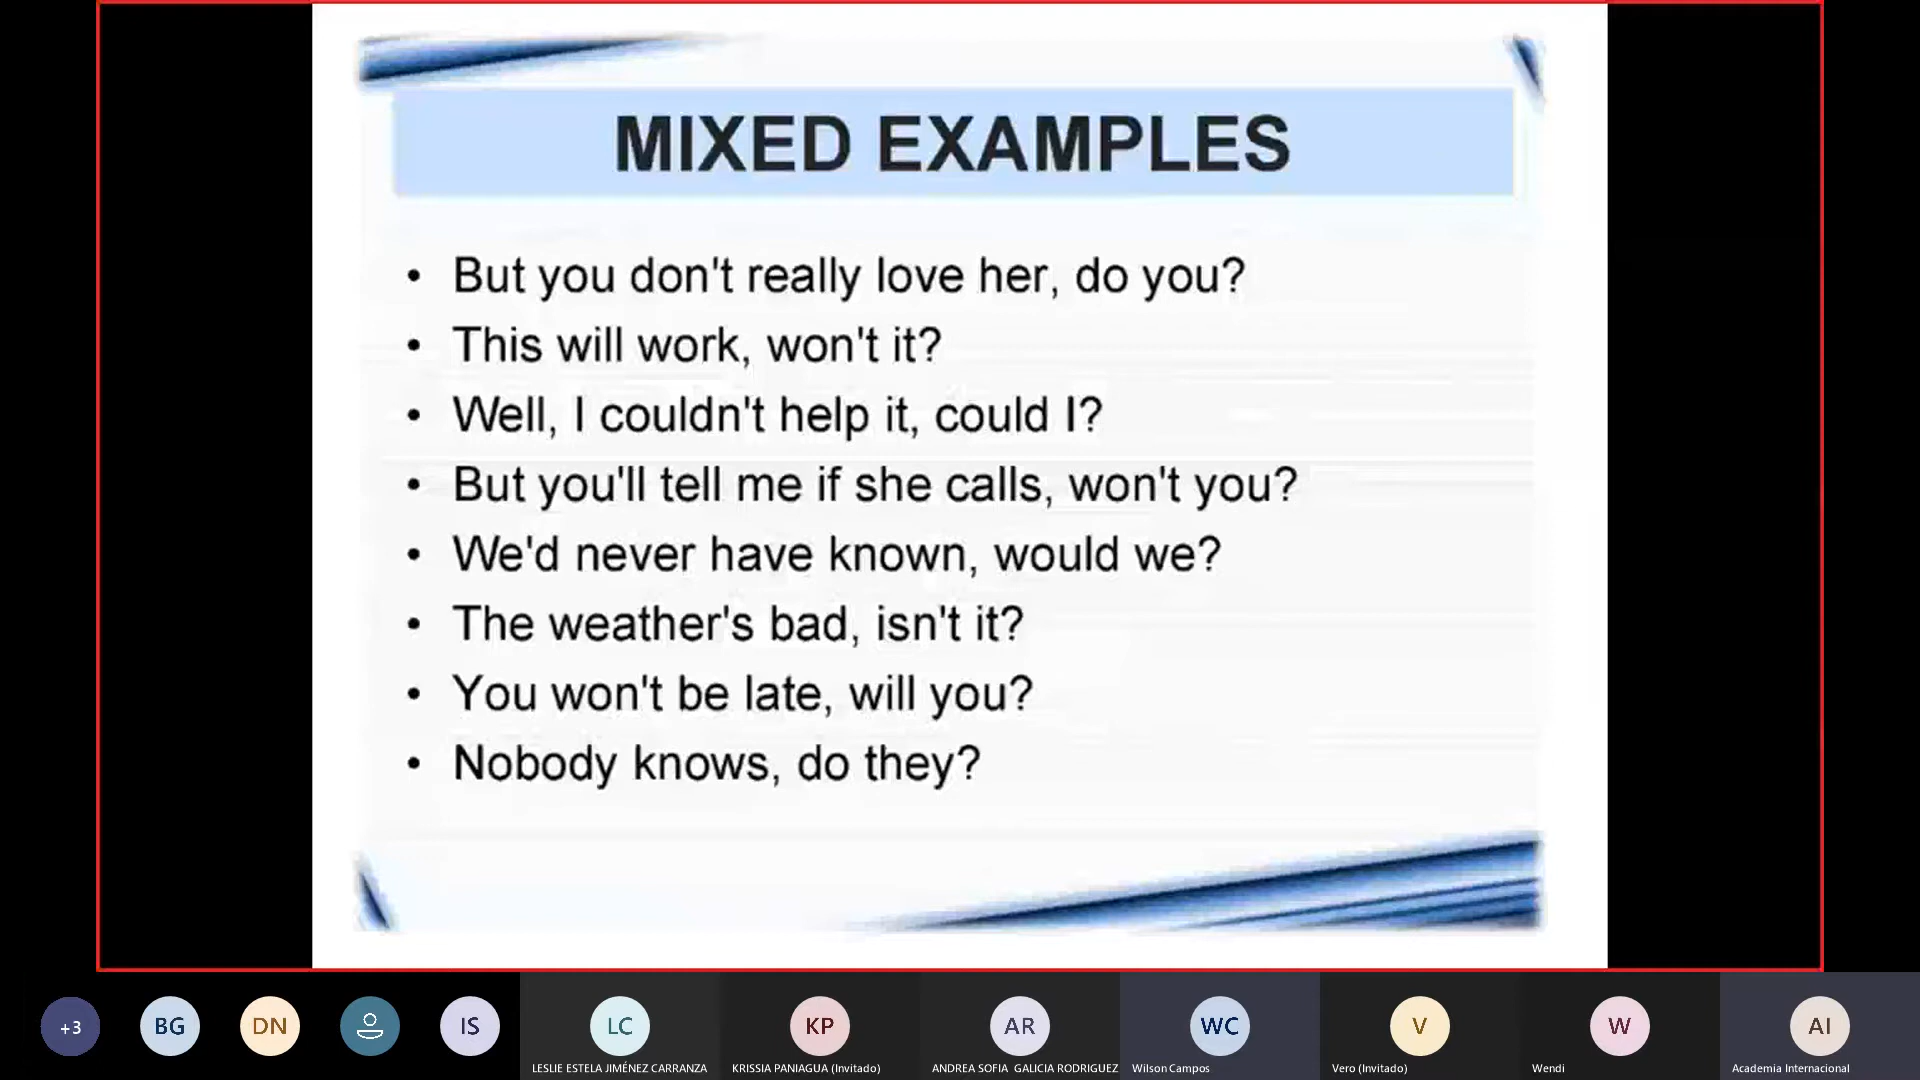 MIXED EXAMPLES
• But you don't really love her, do you?
• This will work, won't it?
• Well, I couldn't help it, could I?
• But you'll tell me if she calls, won't you?
• We'd never have known, would we?
• The weather's bad, isn't it?
• You won't be late, will you?
• Nobody knows, do they?
+3 BG DN IS LC KP AR WC V W AI
LESLIE ESTELA JIMÉNEZ CARRANZA KRISSIA PANIAGUA (Invitado) ANDREA SOFIA GALICIA RODRIGUEZ Wilson Campos Vero (Invitado) Wendi Academia Internacional